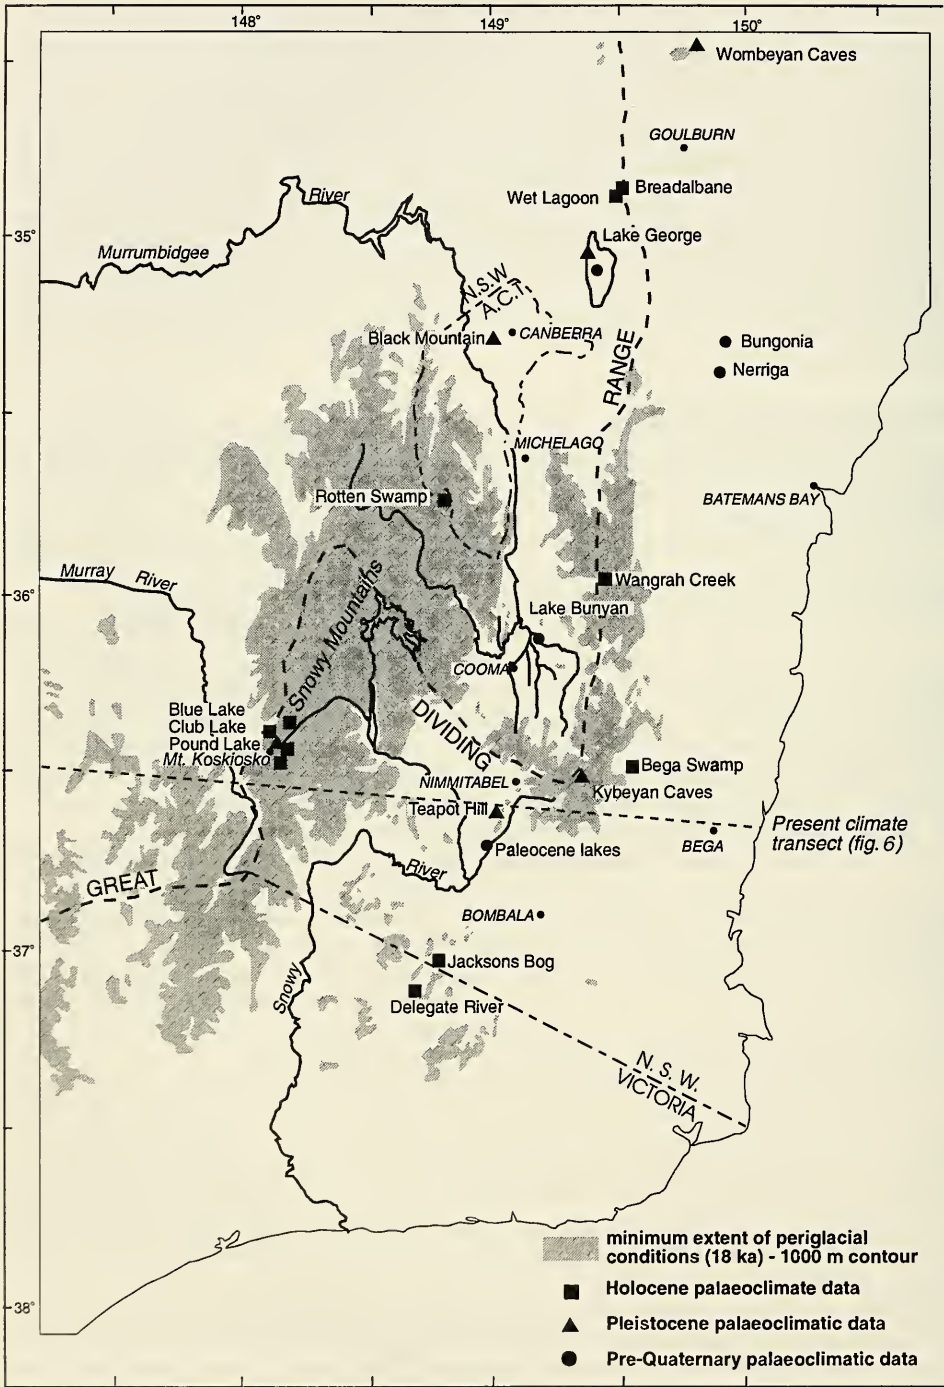 148°
149°
150°
Wombeyan Caves
GOULBURN
Breadalbane
Wet Lagoon
River
35°
Lake George
Murrumbidgee
N.S.W
A.C.T.
Black Mountain
CANBERRA
RANGE
Bungonia
Nerriga
MICHELAGO
Rotten Swamp
BATEMANS BAY
Murray
River
Wangrah Creek
36°
Lake Bunyan
Snowy Mountains
COOMA
Blue Lake
Club Lake
Pound Lake
Mt. Koskiosko
DIVIDING
Bega Swamp
NIMMITABEL
Kybeyan Caves
Teapot Hill
Present climate
transect (fig. 6)
BEGA
Paleocene lakes
River
GREAT
BOMBALA
37°
Jacksons Bog
Snowy
Delegate River
N. S. W.
VICTORIA
minimum extent of periglacial
conditions (18 ka) - 1000 m contour
Holocene palaeoclimate data
38°
Pleistocene palaeoclimatic data
Pre-Quaternary palaeoclimatic data